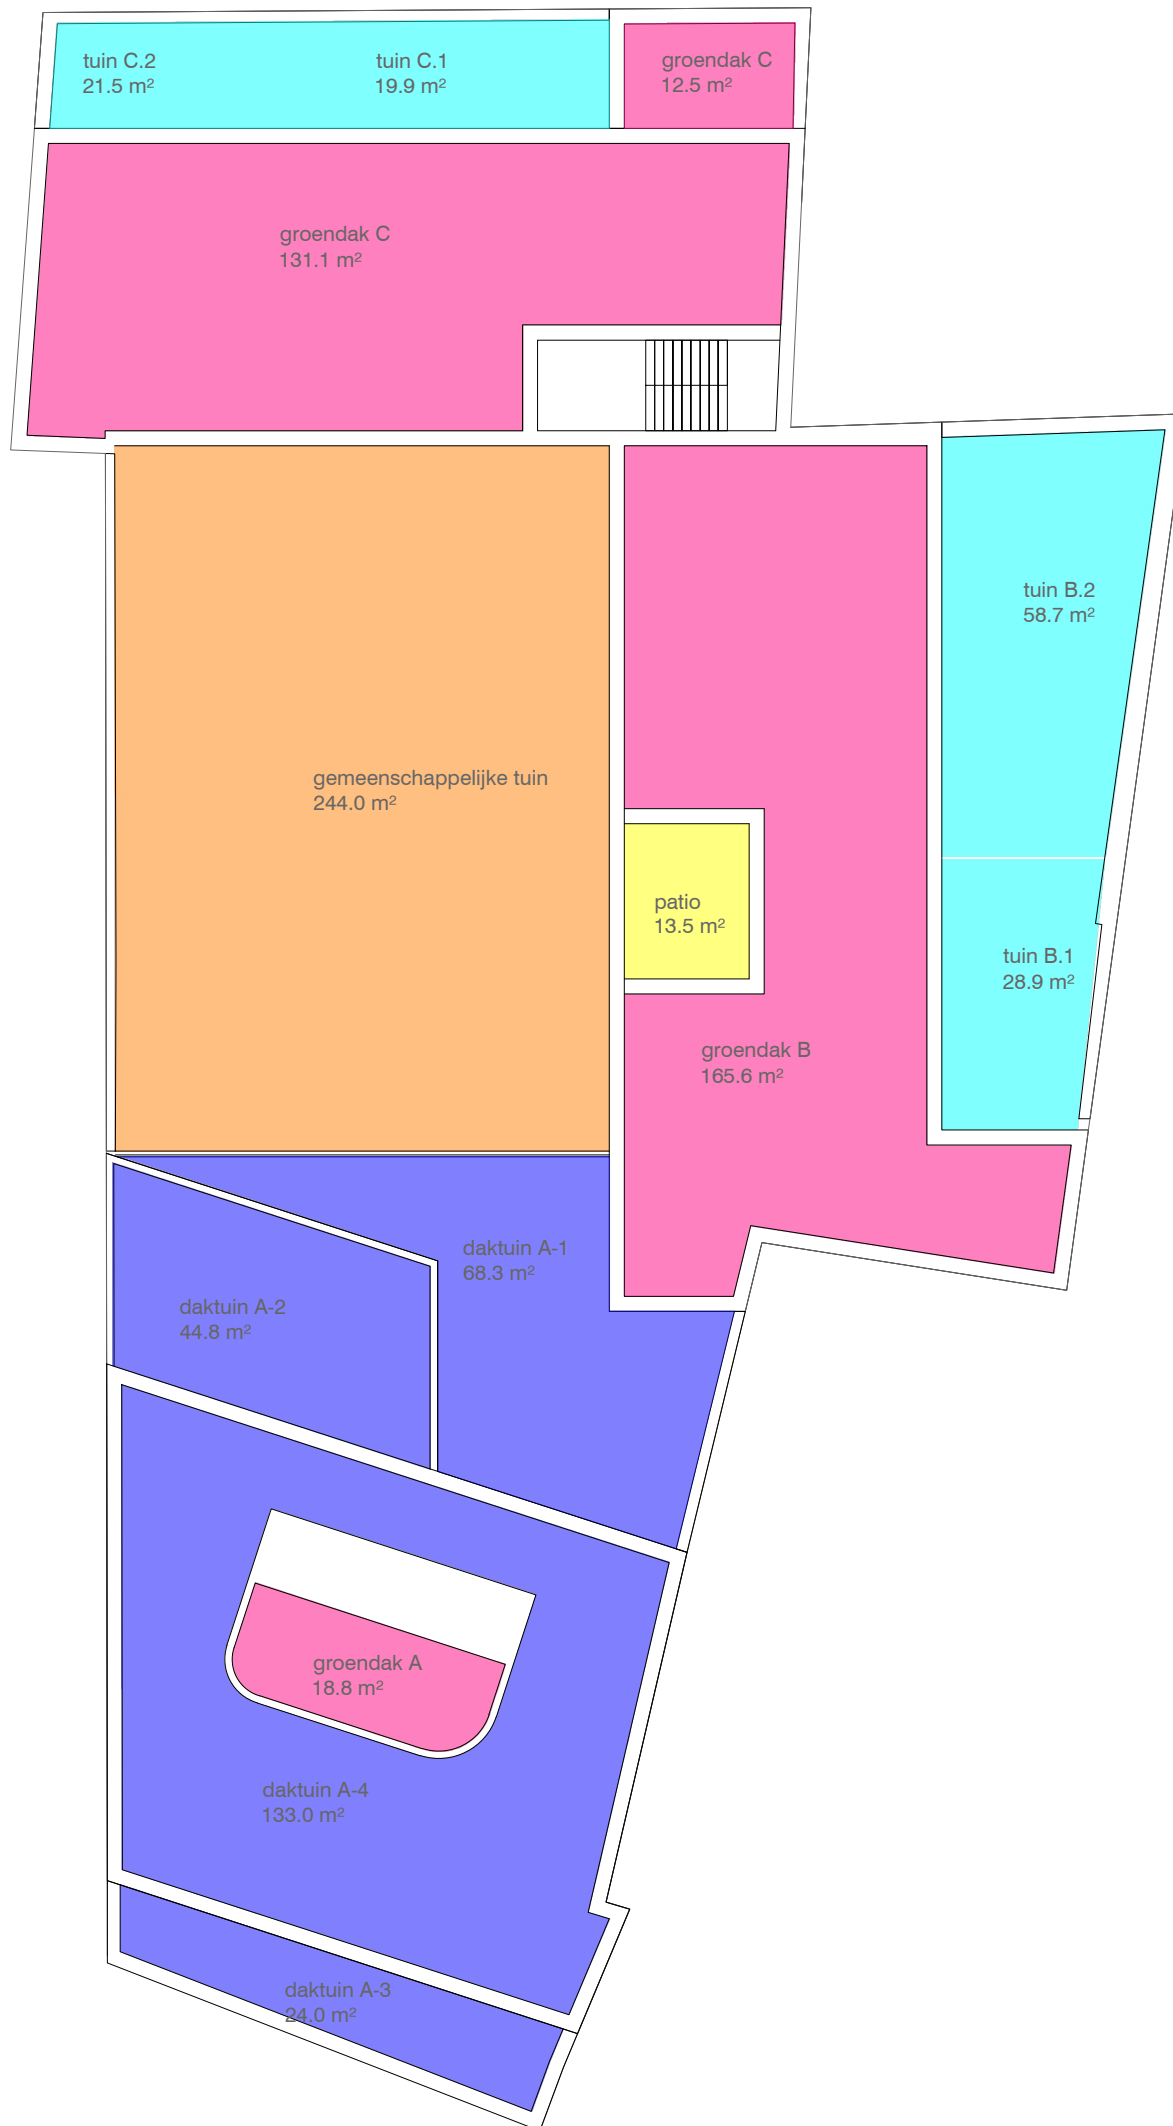 tuin C.2
21.5 m²
tuin C.1
19.9 m²
groendak C
12.5 m²
groendak C
131.1 m²
tuin B.2
58.7 m²
gemeenschappelijke tuin
244.0 m²
patio
13.5 m²
tuin B.1
28.9 m²
groendak B
165.6 m²
daktuin A-1
68.3 m²
daktuin A-2
44.8 m²
groendak A
18.8 m²
daktuin A-4
133.0 m²
daktuin A-3
24.0 m²